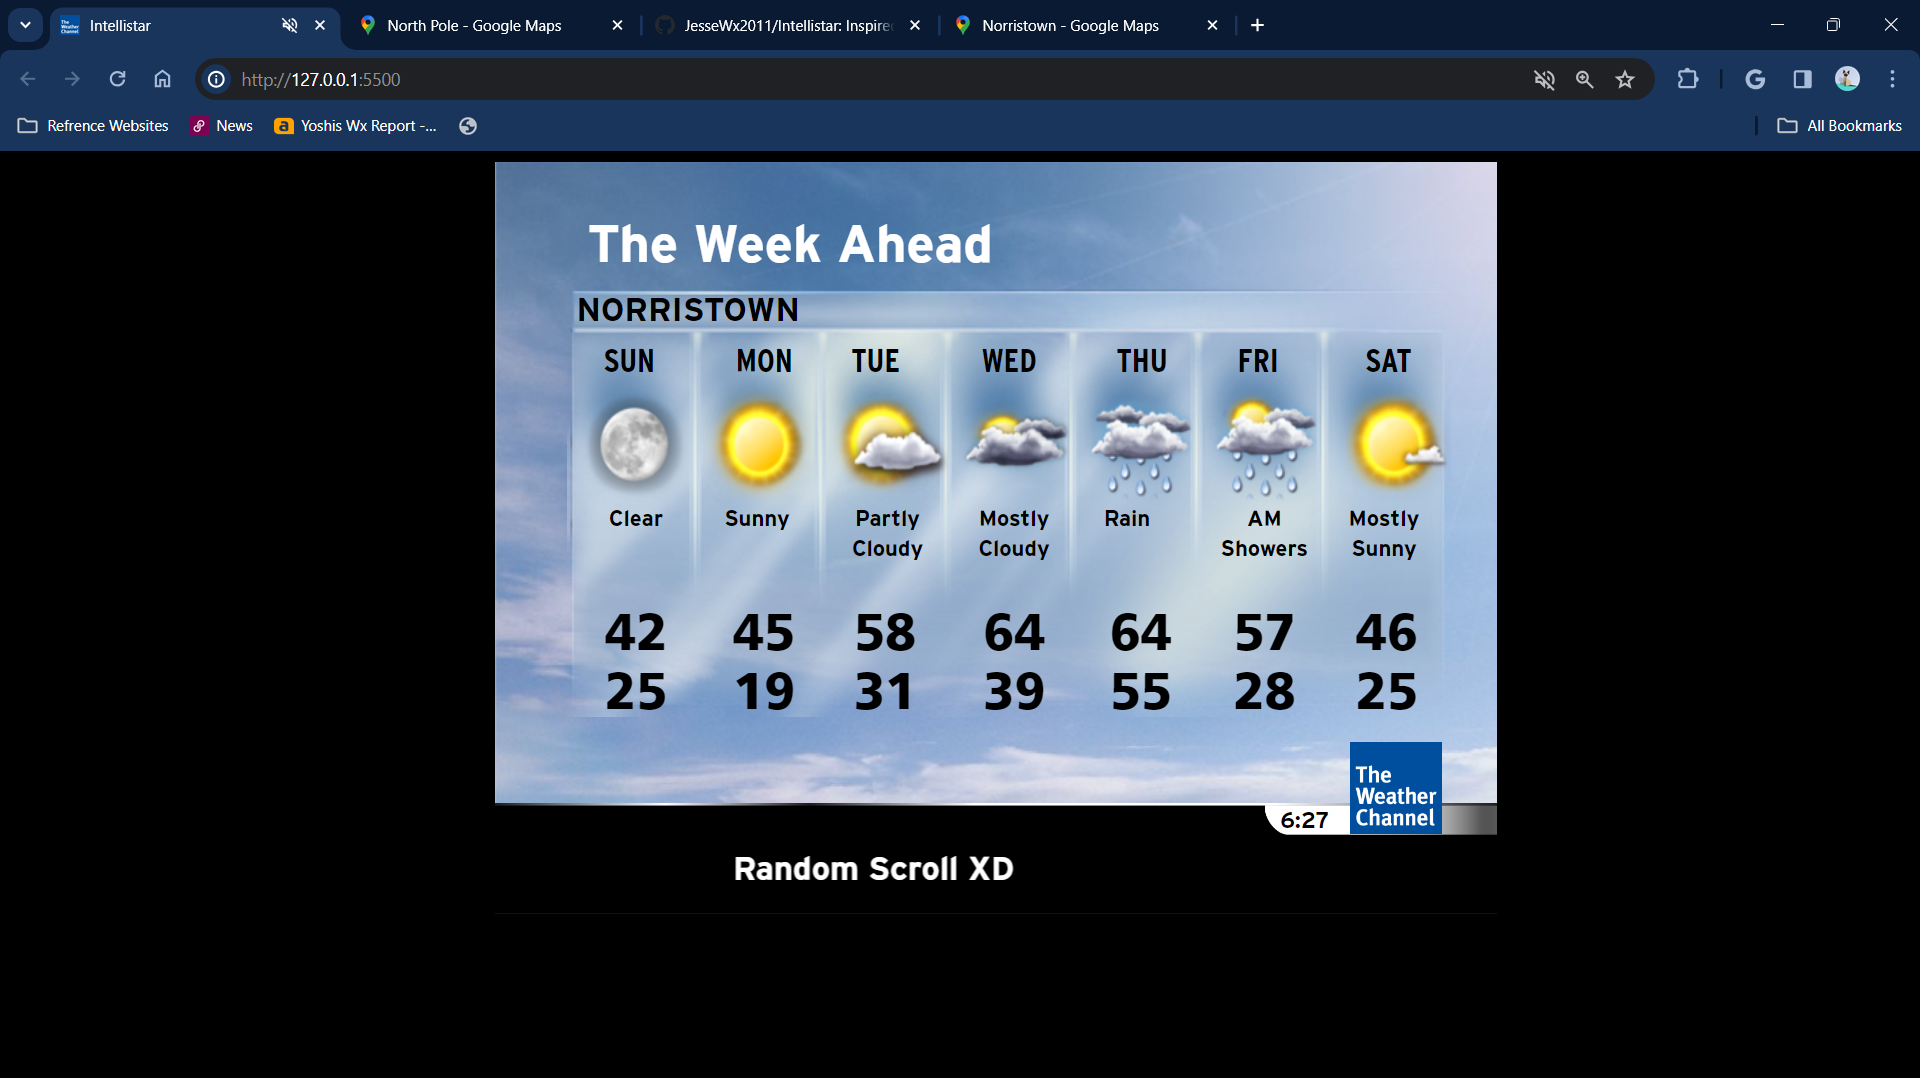 Intellistar
North Pole - Google Maps
JesseWx2011/Intellistar: Inspire
Norristown - Google Maps
http://127.0.0.1:5500
Refrence Websites
News
a
Yoshis Wx Report -...
All Bookmarks
The Week Ahead
NORRISTOWN
SUN MON TUE WED THU FRI SAT
Clear Sunny Partly Mostly Rain AM Mostly
Cloudy Cloudy Showers Sunny
42 45 58 64 64 57 46
25 19 31 39 55 28 25
The
Weather
Channel
6:27
Random Scroll XD